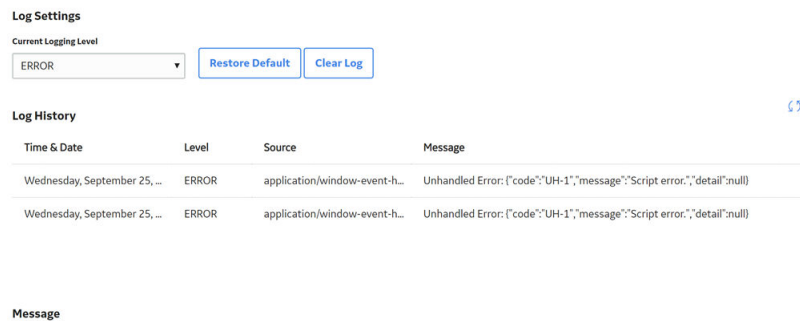 Log Settings
Current Logging Level
ERROR
Restore Default
Clear Log
Log History
Time & Date Level Source Message
Wednesday, September 25, ... ERROR application/window-event-h... Unhandled Error: {"code":"UH-1","message":"Script error.","detail":null}
Wednesday, September 25, ... ERROR application/window-event-h... Unhandled Error: {"code":"UH-1","message":"Script error.","detail":null}
Message